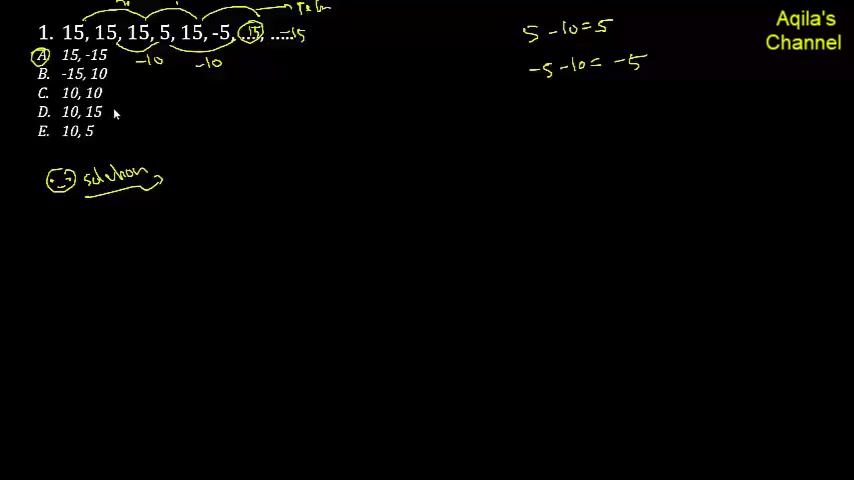 1. 15, 15, 15, 5, 15, -5, ...., ......
15 -15
A. 15, -15
B. -15, 10
C. 10, 10
D. 10, 15
E. 10, 5
-10 -10
solution
5 -10 = 5
-5 -10 = -5
Aqila's
Channel